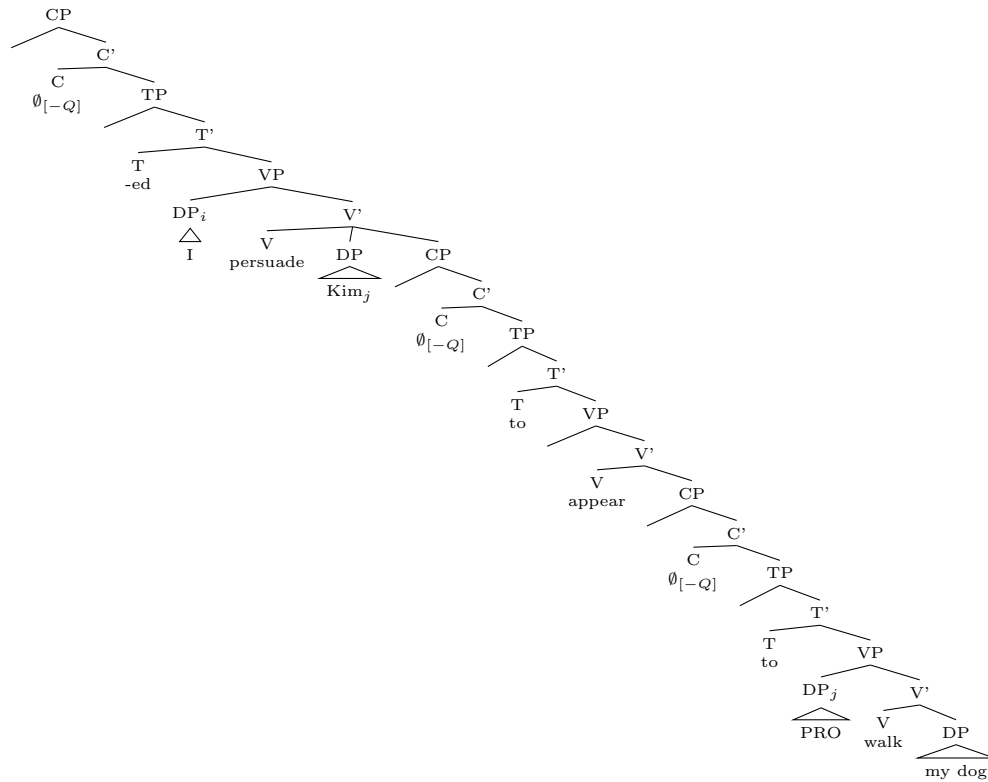 CP
C'
C
∅[−Q]
TP
T'
T
-ed
VP
DPi
I
V'
V
persuade
DP
Kimj
CP
C'
C
∅[−Q]
TP
T'
T
to
VP
V'
V
appear
CP
C'
C
∅[−Q]
TP
T'
T
to
VP
DPj
PRO
V'
V
walk
DP
my dog